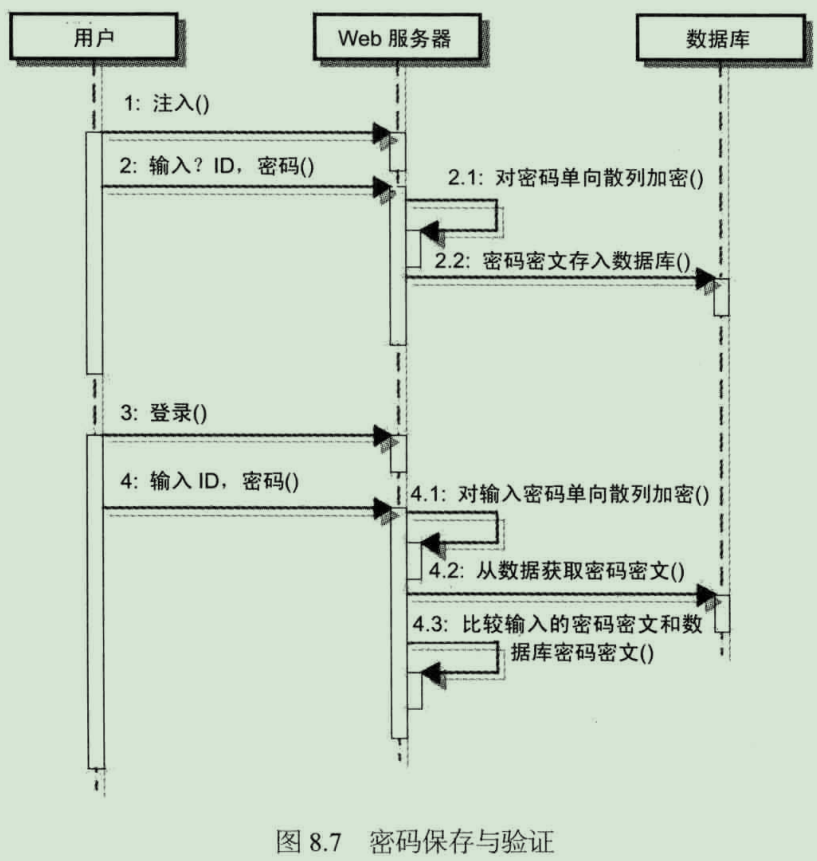 用户
Web 服务器
数据库
1: 注入()
2: 输入? ID, 密码()
2.1: 对密码单向散列加密()
2.2: 密码密文存入数据库()
3: 登录()
4: 输入 ID, 密码()
4.1: 对输入密码单向散列加密()
4.2: 从数据获取密码密文()
4.3: 比较输入的密码密文和数
据库密码密文()
图 8.7 密码保存与验证